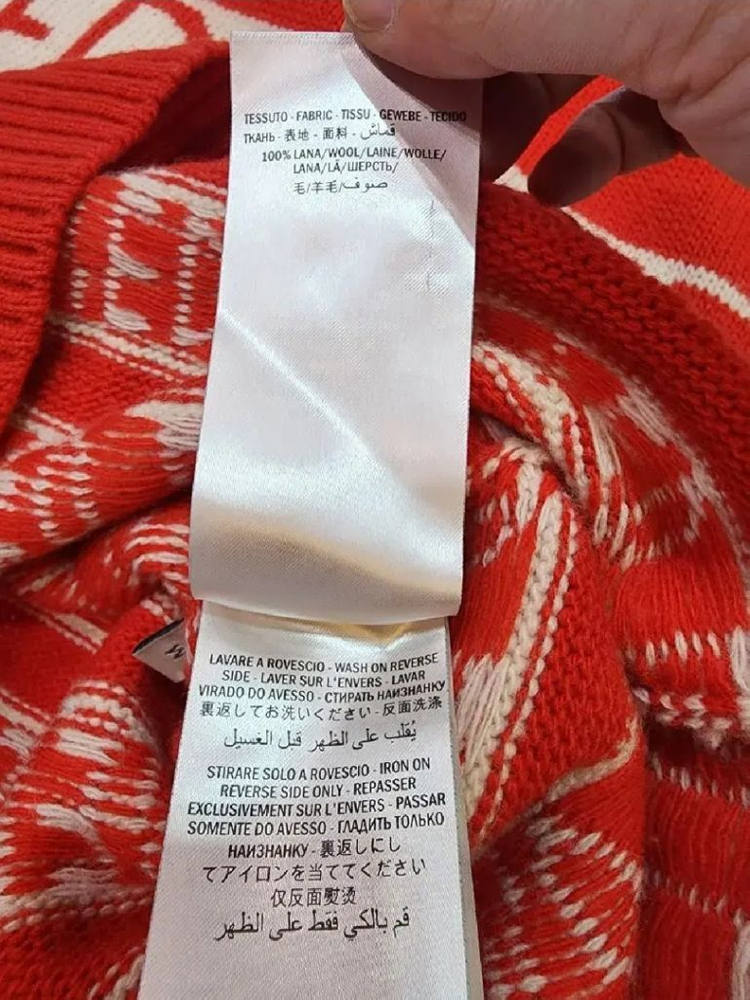 TESSUTO - FABRIC - TISSU - GEWEBE - TECIDO
ТКАНЬ - 表地 - 面料 - قماش
100% LANA/WOOL/LAINE/WOLLE/
LANA/LÃ/ШЕРСТЬ/
毛/羊毛/صوف
LAVARE A ROVESCIO - WASH ON REVERSE
SIDE - LAVER SUR L'ENVERS - LAVAR
VIRADO DO AVESSO - СТИРАТЬ НАИЗНАНКУ
裏返してお洗いください - 反面洗涤
يُقلب على الظهر قبل الغسيل
STIRARE SOLO A ROVESCIO - IRON ON
REVERSE SIDE ONLY - REPASSER
EXCLUSIVEMENT SUR L'ENVERS - PASSAR
SOMENTE DO AVESSO - ГЛАДИТЬ ТОЛЬКО
НАИЗНАНКУ - 裏返しにし
てアイロンを当ててください
仅反面熨烫
قم بالكي فقط على الظهر